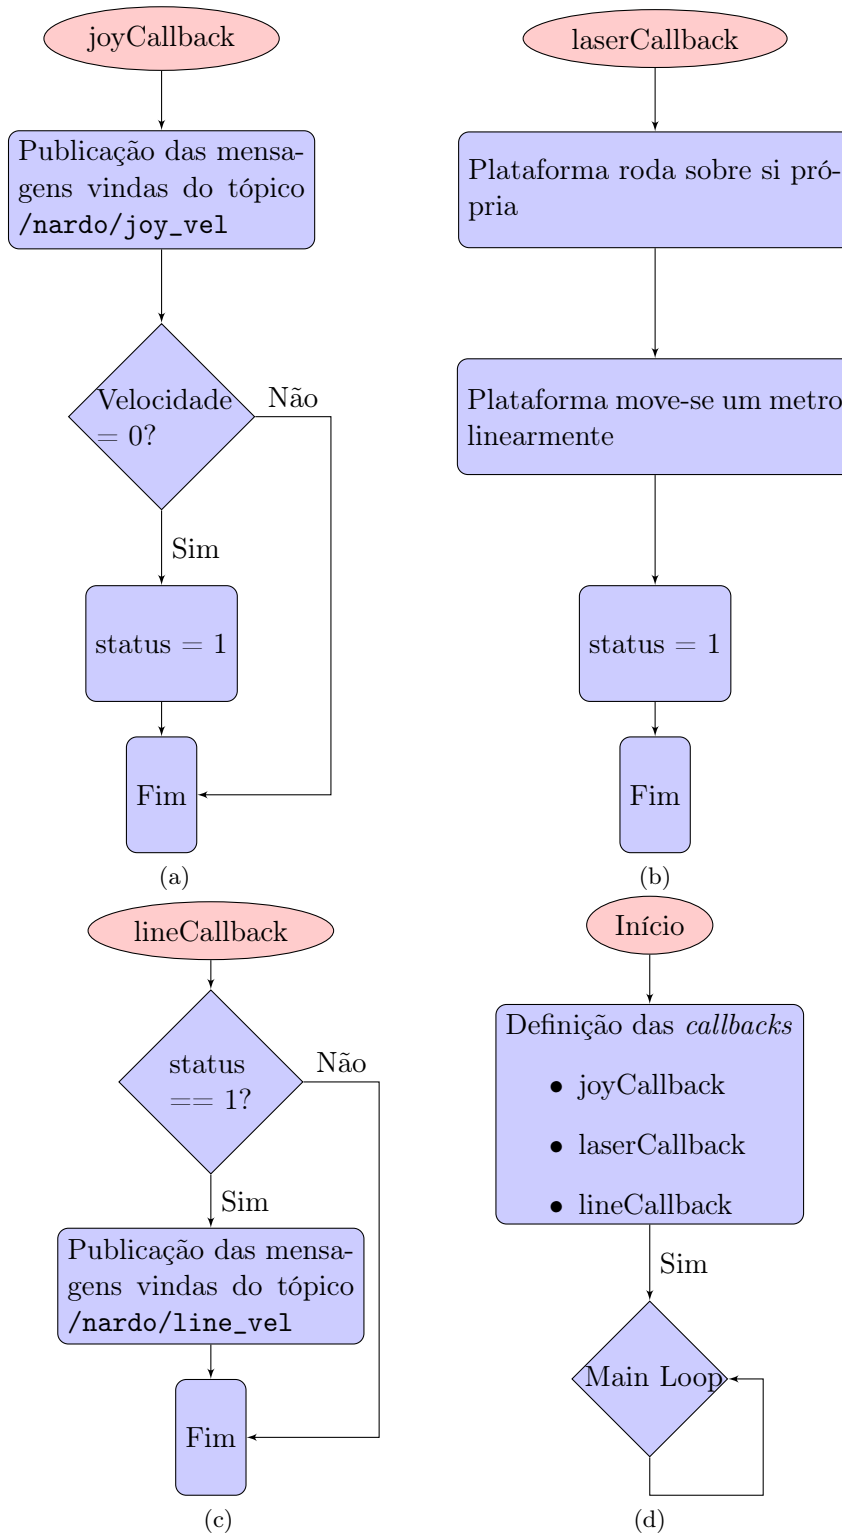 joyCallback
Publicação das mensa-
gens vindas do tópico
/nardo/joy_vel
Velocidade
= 0?
Não
Sim
status = 1
Fim
(a)
laserCallback
Plataforma roda sobre si pró-
pria
Plataforma move-se um metro
linearmente
status = 1
Fim
(b)
lineCallback
status
== 1?
Não
Sim
Publicação das mensa-
gens vindas do tópico
/nardo/line_vel
Fim
(c)
Início
Definição das callbacks
• joyCallback
• laserCallback
• lineCallback
Sim
Main Loop
(d)